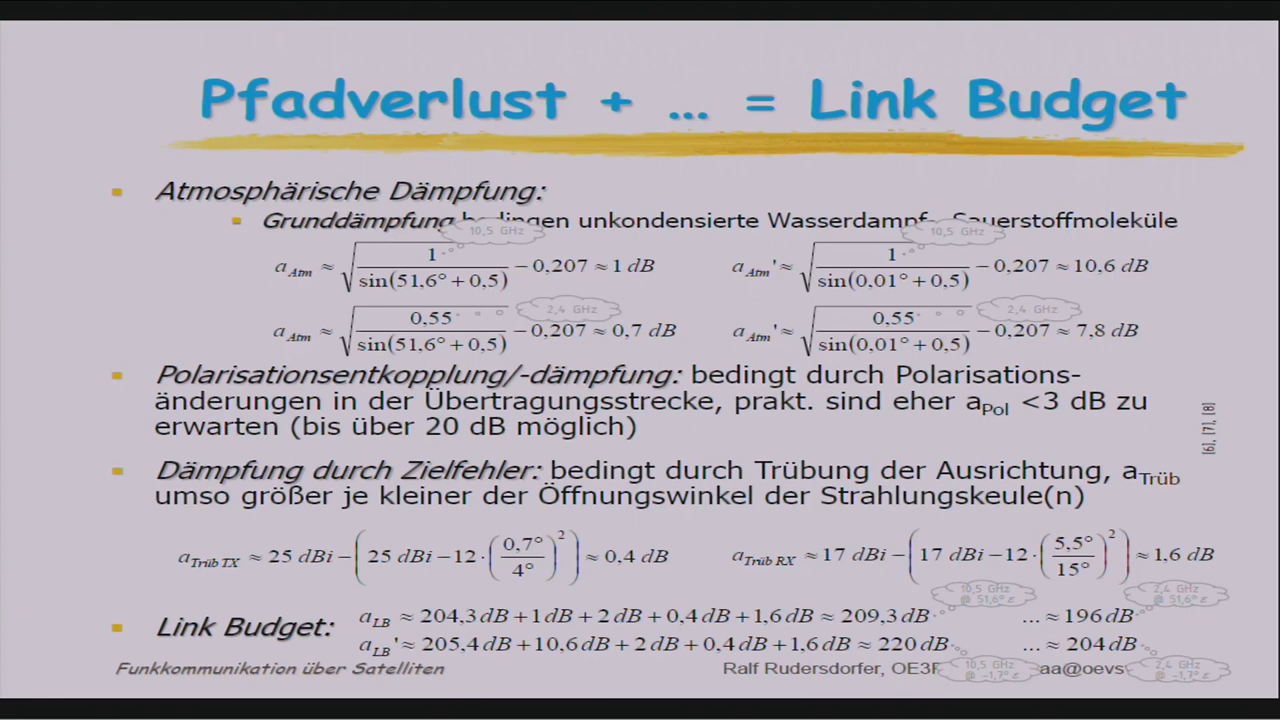 Pfadverlust + ... = Link Budget
Atmosphärische Dämpfung:
Grunddämpfung bedingen unkondensierte Wasserdampf- Sauerstoffmoleküle
10,5 GHz 10,5 GHz
a_Atm ≈ √(1 / sin(51,6° + 0,5)) − 0,207 ≈ 1 dB a_Atm' ≈ √(1 / sin(0,01° + 0,5)) − 0,207 ≈ 10,6 dB
2,4 GHz 2,4 GHz
a_Atm ≈ √(0,55 / sin(51,6° + 0,5)) − 0,207 ≈ 0,7 dB a_Atm' ≈ √(0,55 / sin(0,01° + 0,5)) − 0,207 ≈ 7,8 dB
Polarisationsentkopplung/-dämpfung: bedingt durch Polarisations-
änderungen in der Übertragungsstrecke, prakt. sind eher a_Pol <3 dB zu
erwarten (bis über 20 dB möglich)
[6], [7], [8]
Dämpfung durch Zielfehler: bedingt durch Trübung der Ausrichtung, a_Trüb
umso größer je kleiner der Öffnungswinkel der Strahlungskeule(n)
a_Trüb TX ≈ 25 dBi − (25 dBi − 12 · (0,7° / 4°)²) ≈ 0,4 dB a_Trüb RX ≈ 17 dBi − (17 dBi − 12 · (5,5° / 15°)²) ≈ 1,6 dB
10,5 GHz @ 51,6° ε 2,4 GHz @ 51,6° ε
Link Budget: a_LB ≈ 204,3 dB + 1 dB + 2 dB + 0,4 dB + 1,6 dB ≈ 209,3 dB ... ≈ 196 dB
a_LB' ≈ 205,4 dB + 10,6 dB + 2 dB + 0,4 dB + 1,6 dB ≈ 220 dB ... ≈ 204 dB
10,5 GHz @ −1,7° ε 2,4 GHz @ −1,7° ε
Funkkommunikation über Satelliten Ralf Rudersdorfer, aa@oevs